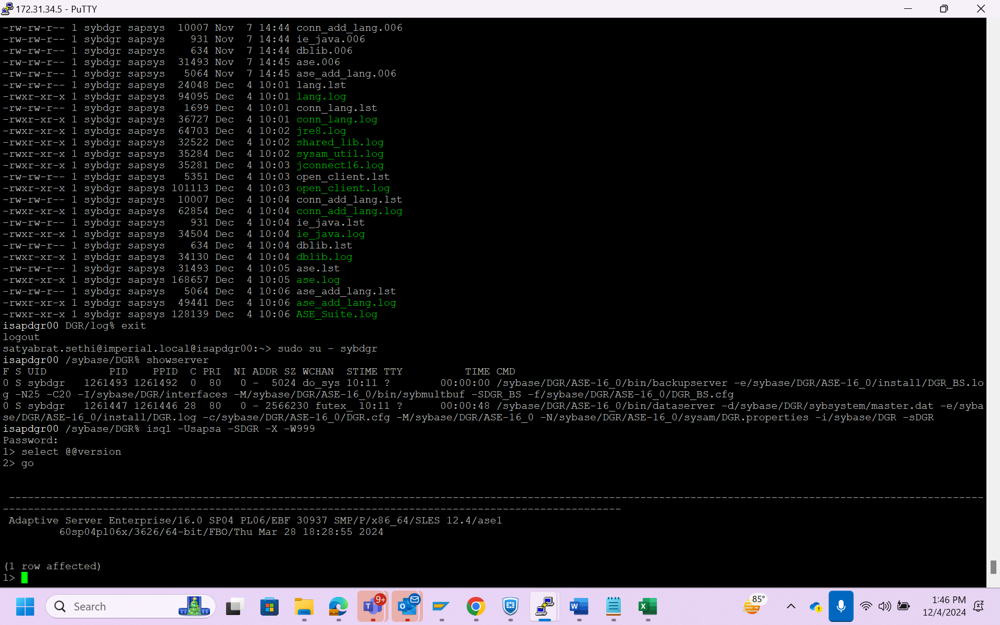 172.31.34.5 - PuTTY
-rw-rw-r-- 1 sybdgr sapsys  10007 Nov  7 14:44 conn_add_lang.006
-rw-rw-r-- 1 sybdgr sapsys    931 Nov  7 14:44 ie_java.006
-rw-rw-r-- 1 sybdgr sapsys    634 Nov  7 14:44 dblib.006
-rw-rw-r-- 1 sybdgr sapsys  31493 Nov  7 14:45 ase.006
-rw-rw-r-- 1 sybdgr sapsys   5064 Nov  7 14:45 ase_add_lang.006
-rw-rw-r-- 1 sybdgr sapsys  24048 Dec  4 10:01 lang.lst
-rwxr-xr-x 1 sybdgr sapsys  94095 Dec  4 10:01 lang.log
-rw-rw-r-- 1 sybdgr sapsys   1699 Dec  4 10:01 conn_lang.lst
-rwxr-xr-x 1 sybdgr sapsys  36727 Dec  4 10:01 conn_lang.log
-rwxr-xr-x 1 sybdgr sapsys  64703 Dec  4 10:02 jre8.log
-rwxr-xr-x 1 sybdgr sapsys  32522 Dec  4 10:02 shared_lib.log
-rwxr-xr-x 1 sybdgr sapsys  35284 Dec  4 10:02 sysam_util.log
-rwxr-xr-x 1 sybdgr sapsys  35281 Dec  4 10:03 jconnect16.log
-rw-rw-r-- 1 sybdgr sapsys   5351 Dec  4 10:03 open_client.lst
-rwxr-xr-x 1 sybdgr sapsys 101113 Dec  4 10:03 open_client.log
-rw-rw-r-- 1 sybdgr sapsys  10007 Dec  4 10:04 conn_add_lang.lst
-rwxr-xr-x 1 sybdgr sapsys  62854 Dec  4 10:04 conn_add_lang.log
-rw-rw-r-- 1 sybdgr sapsys    931 Dec  4 10:04 ie_java.lst
-rwxr-xr-x 1 sybdgr sapsys  34504 Dec  4 10:04 ie_java.log
-rw-rw-r-- 1 sybdgr sapsys    634 Dec  4 10:04 dblib.lst
-rwxr-xr-x 1 sybdgr sapsys  34130 Dec  4 10:04 dblib.log
-rw-rw-r-- 1 sybdgr sapsys  31493 Dec  4 10:05 ase.lst
-rwxr-xr-x 1 sybdgr sapsys 168657 Dec  4 10:05 ase.log
-rw-rw-r-- 1 sybdgr sapsys   5064 Dec  4 10:06 ase_add_lang.lst
-rwxr-xr-x 1 sybdgr sapsys  49441 Dec  4 10:06 ase_add_lang.log
-rwxr-xr-x 1 sybdgr sapsys 128139 Dec  4 10:06 ASE_Suite.log
isapdgr00 DGR/log% exit
logout
satyabrat.sethi@imperial.local@isapdgr00:~> sudo su - sybdgr
isapdgr00 /sybase/DGR% showserver
F S UID          PID    PPID  C PRI  NI ADDR SZ WCHAN  STIME TTY          TIME CMD
0 S sybdgr   1261493 1261492  0  80   0 -  5024 do_sys 10:11 ?        00:00:00 /sybase/DGR/ASE-16_0/bin/backupserver -e/sybase/DGR/ASE-16_0/install/DGR_BS.lo
g -N25 -C20 -I/sybase/DGR/interfaces -M/sybase/DGR/ASE-16_0/bin/sybmultbuf -SDGR_BS -f/sybase/DGR/ASE-16_0/DGR_BS.cfg
0 S sybdgr   1261447 1261446 28  80   0 - 2566230 futex_ 10:11 ?      00:00:48 /sybase/DGR/ASE-16_0/bin/dataserver -d/sybase/DGR/sybsystem/master.dat -e/syba
se/DGR/ASE-16_0/install/DGR.log -c/sybase/DGR/ASE-16_0/DGR.cfg -M/sybase/DGR/ASE-16_0 -N/sybase/DGR/ASE-16_0/sysam/DGR.properties -i/sybase/DGR -sDGR
isapdgr00 /sybase/DGR% isql -Usapsa -SDGR -X -W999
Password:
1> select @@version
2> go
------------------------------------------------------------------------------------------------------------------------------------------------------------
---------------------------------------------------------------------------------------------------
Adaptive Server Enterprise/16.0 SP04 PL06/EBF 30937 SMP/P/x86_64/SLES 12.4/ase1
60sp04pl06x/3626/64-bit/FBO/Thu Mar 28 18:28:55 2024
(1 row affected)
1>
Search
9+
85°
1:46 PM
12/4/2024